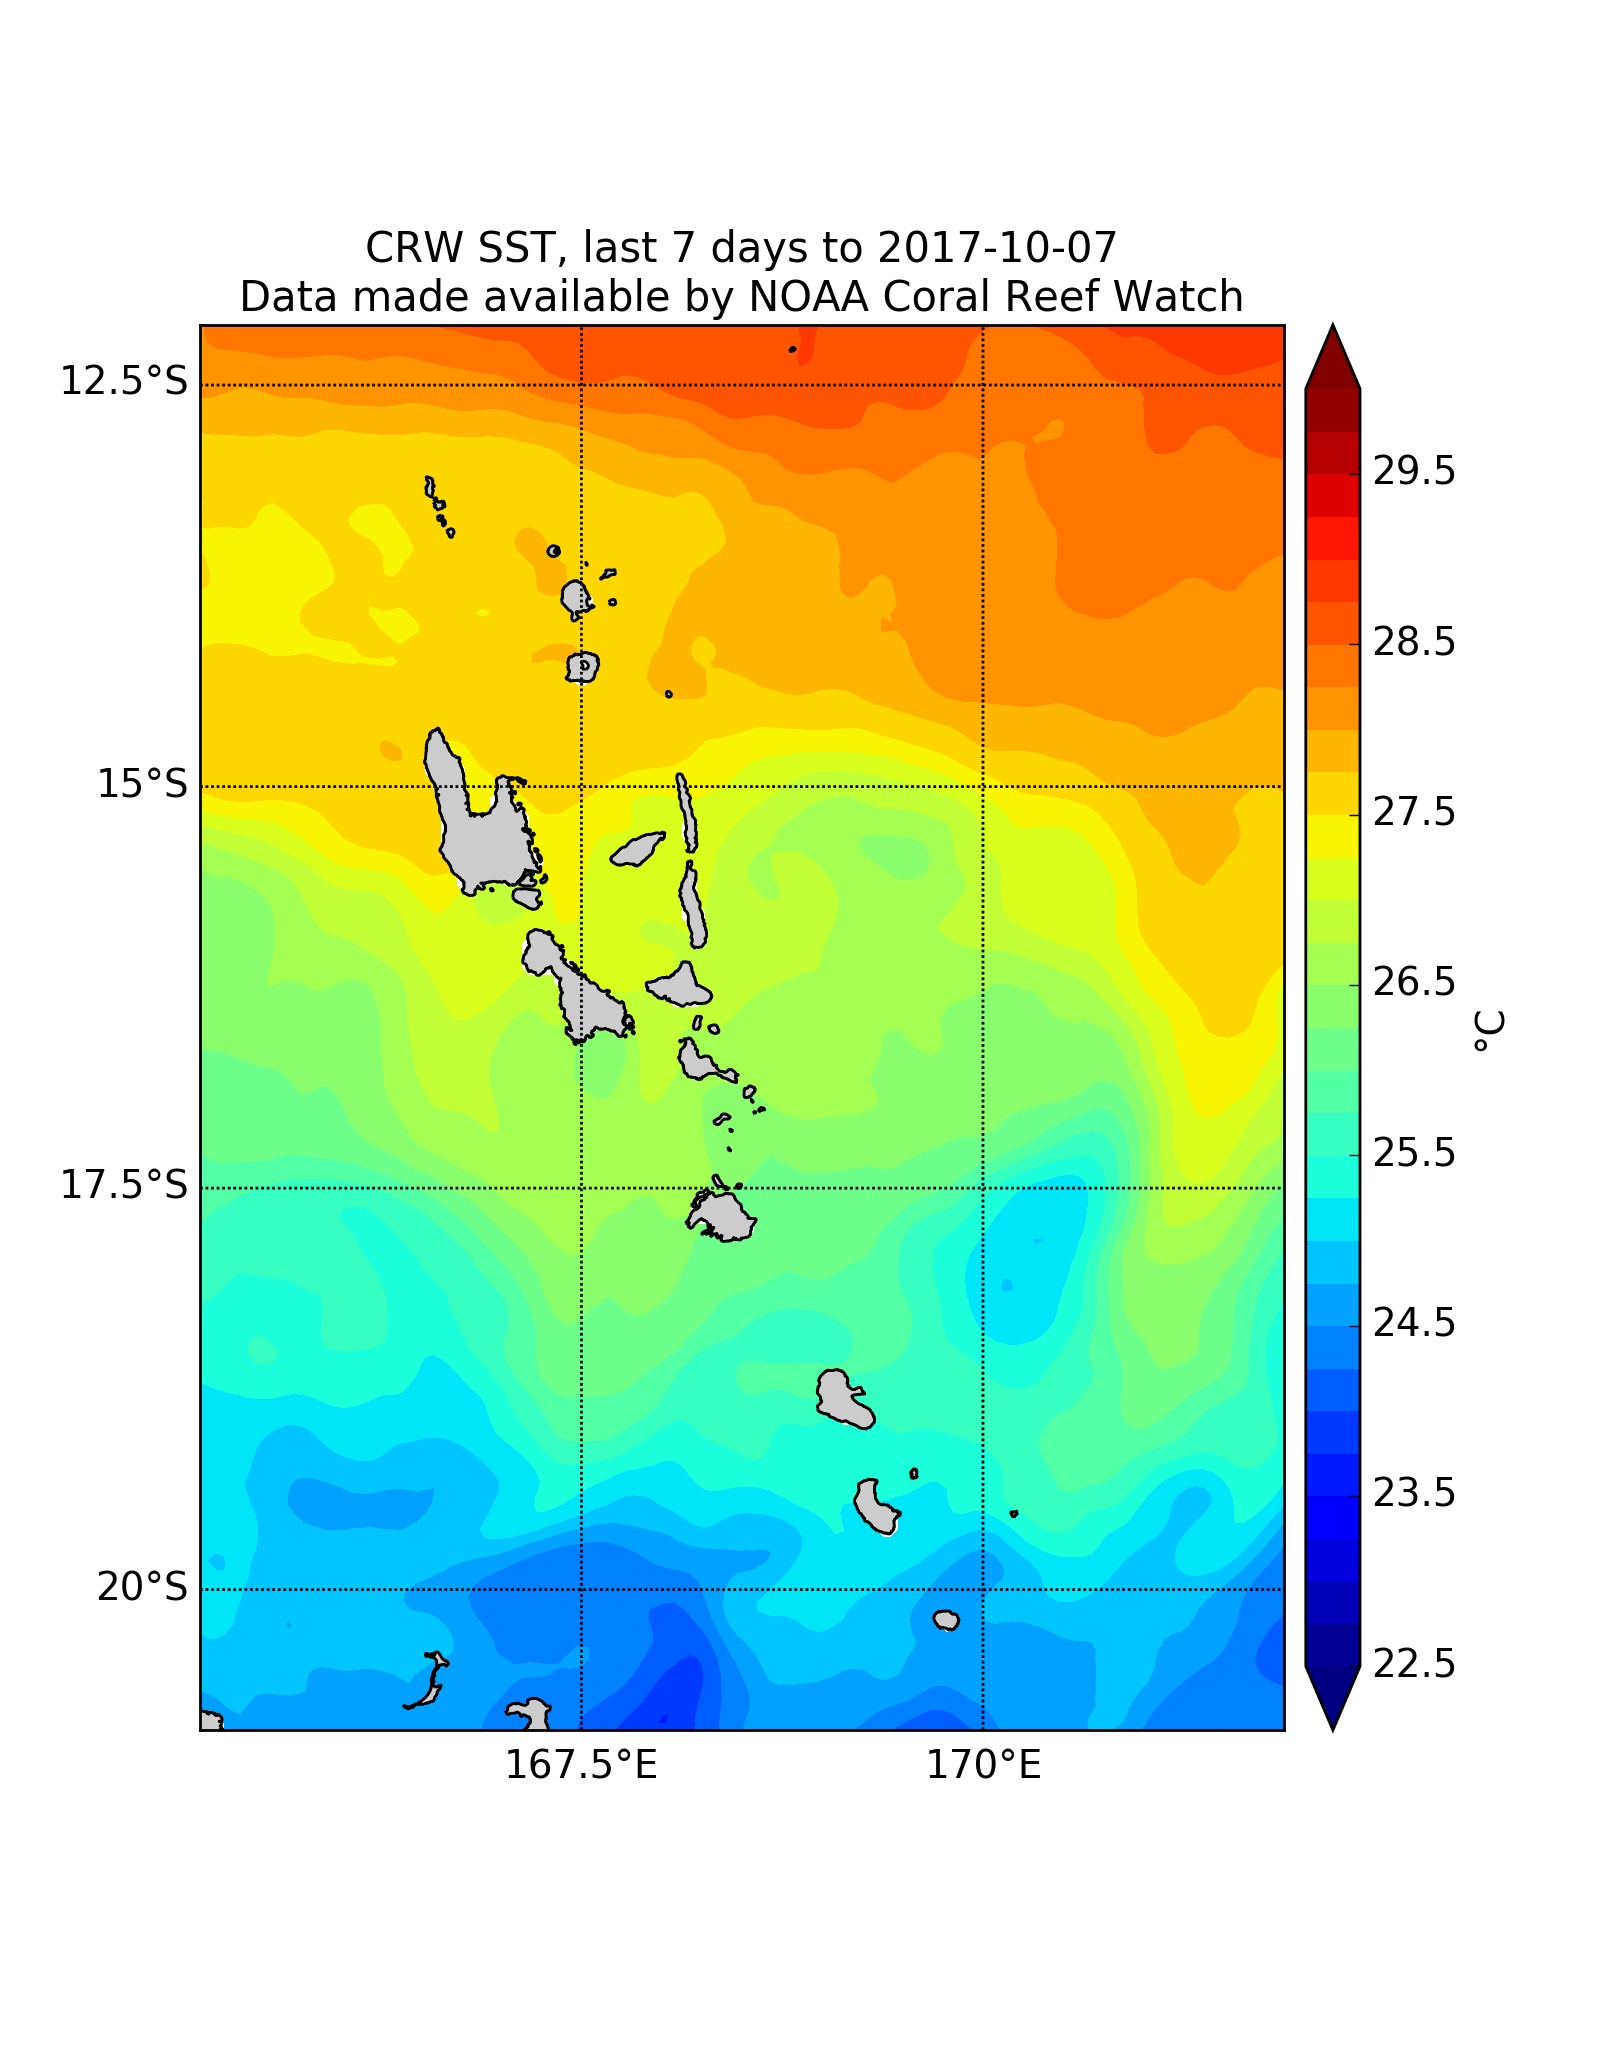 CRW SST, last 7 days to 2017-10-07
Data made available by NOAA Coral Reef Watch
12.5°S
15°S
17.5°S
20°S
167.5°E
170°E
29.5
28.5
27.5
26.5
25.5
24.5
23.5
22.5
°C